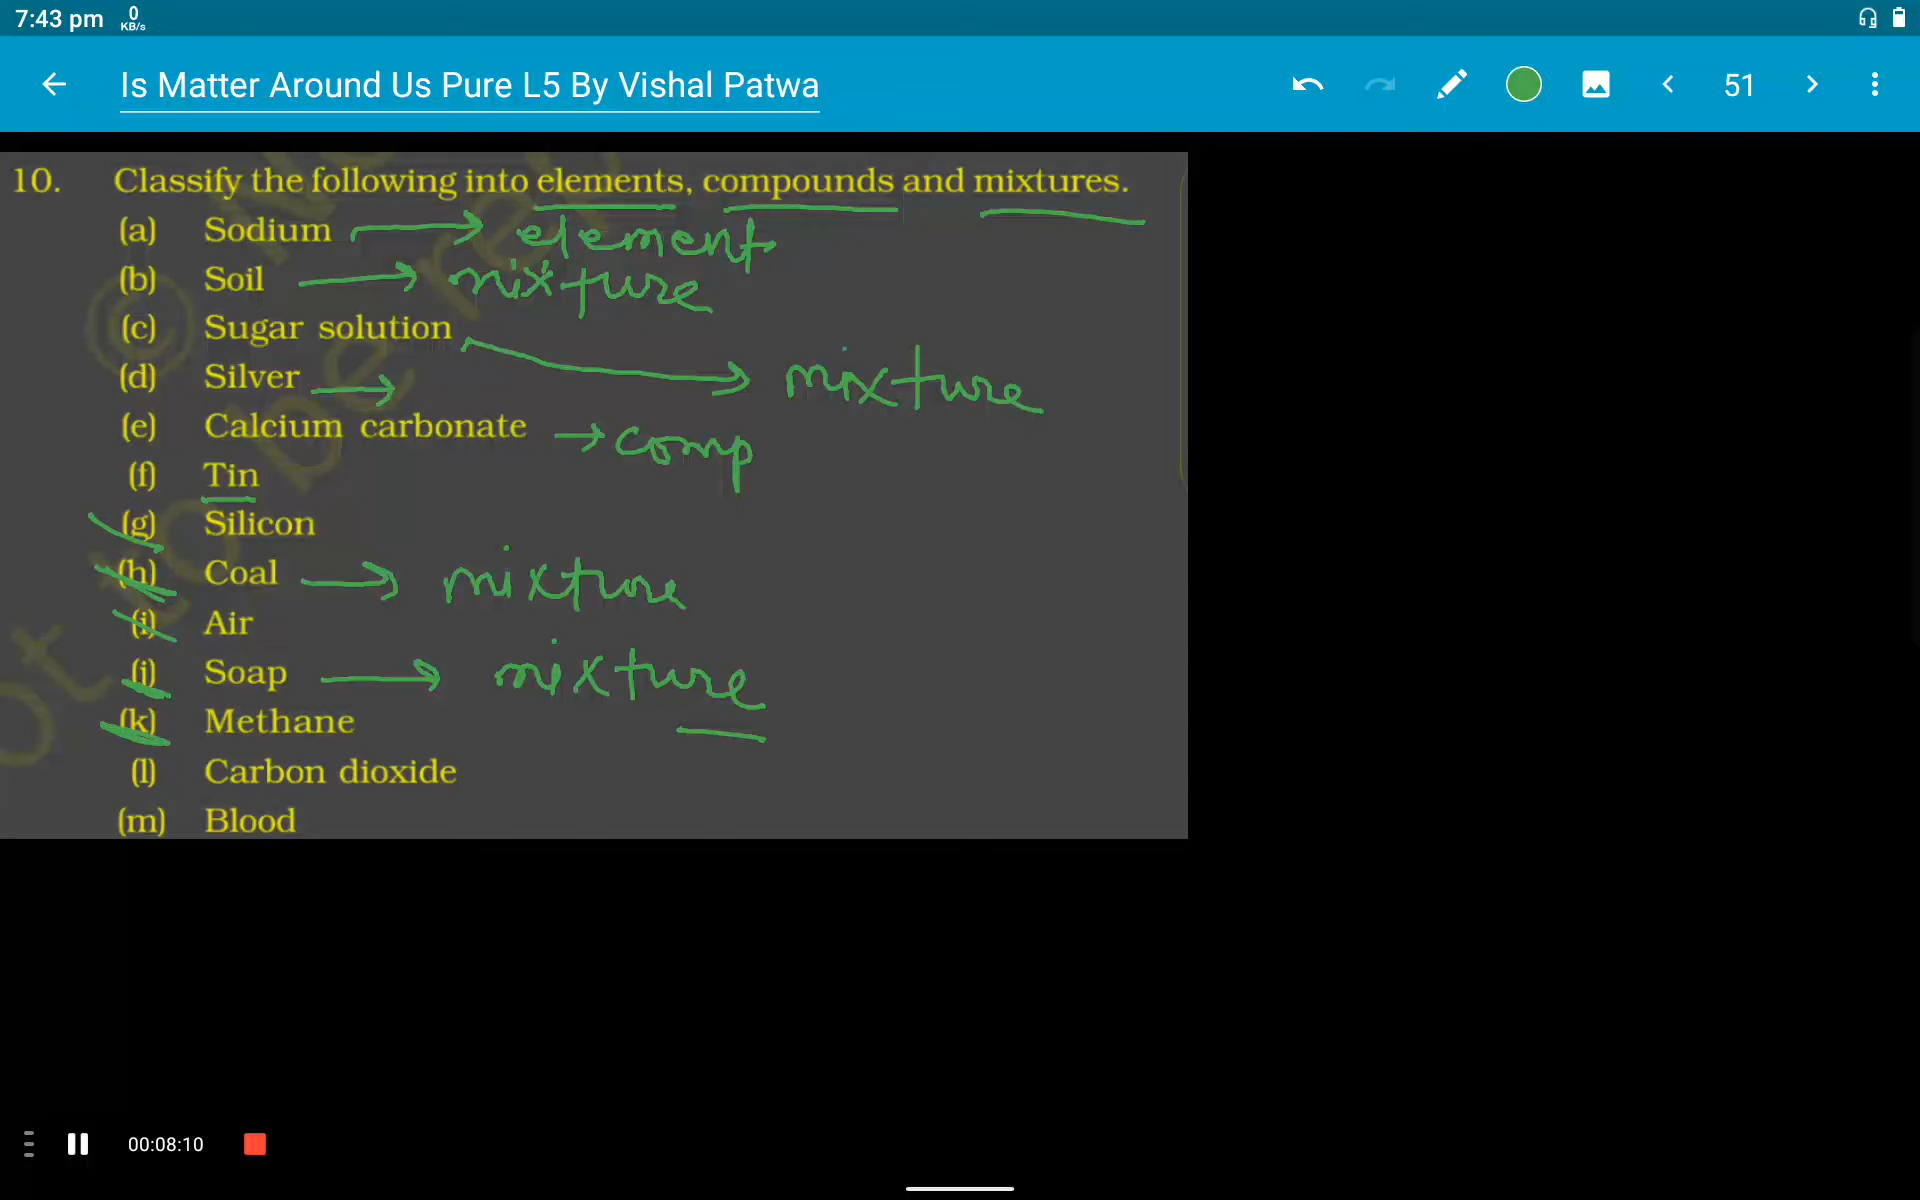 7:43 pm 0 KB/s
Is Matter Around Us Pure L5 By Vishal Patwa 51
10. Classify the following into elements, compounds and mixtures.
(a) Sodium → element
(b) Soil → mixture
(c) Sugar solution → mixture
(d) Silver →
(e) Calcium carbonate → comp
(f) Tin
(g) Silicon
(h) Coal → mixture
(i) Air
(j) Soap → mixture
(k) Methane
(l) Carbon dioxide
(m) Blood
00:08:10